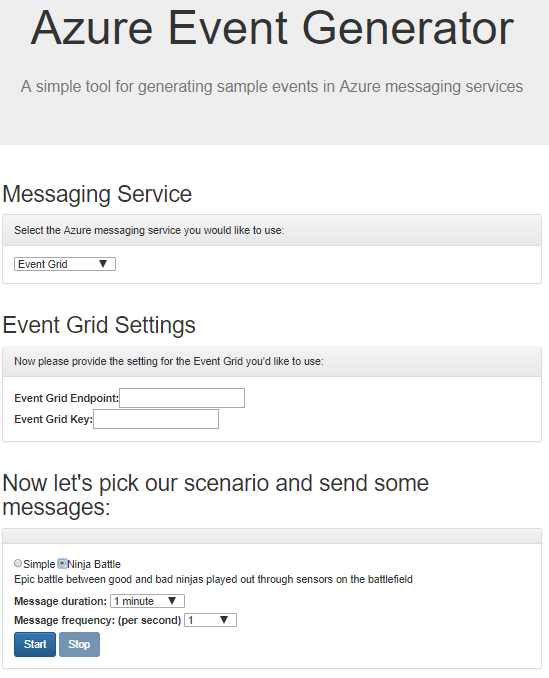 Azure Event Generator
A simple tool for generating sample events in Azure messaging services
Messaging Service
Select the Azure messaging service you would like to use:
Event Grid
Event Grid Settings
Now please provide the setting for the Event Grid you'd like to use:
Event Grid Endpoint:
Event Grid Key:
Now let's pick our scenario and send some
messages:
Simple Ninja Battle
Epic battle between good and bad ninjas played out through sensors on the battlefield
Message duration: 1 minute
Message frequency: (per second) 1
Start Stop